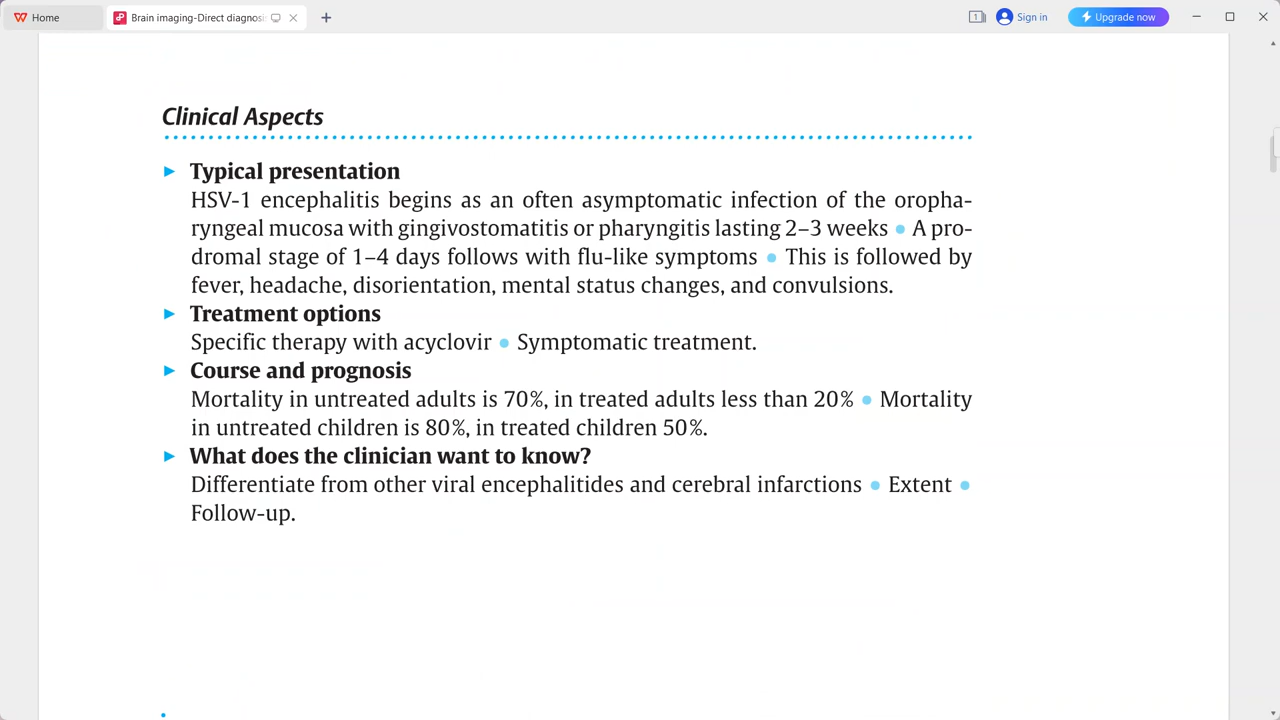 Home
Brain imaging-Direct diagnosi
1
Sign in
Upgrade now
Clinical Aspects
Typical presentation
HSV-1 encephalitis begins as an often asymptomatic infection of the oropha-
ryngeal mucosa with gingivostomatitis or pharyngitis lasting 2–3 weeks • A pro-
dromal stage of 1–4 days follows with flu-like symptoms • This is followed by
fever, headache, disorientation, mental status changes, and convulsions.
Treatment options
Specific therapy with acyclovir • Symptomatic treatment.
Course and prognosis
Mortality in untreated adults is 70%, in treated adults less than 20% • Mortality
in untreated children is 80%, in treated children 50%.
What does the clinician want to know?
Differentiate from other viral encephalitides and cerebral infarctions • Extent •
Follow-up.